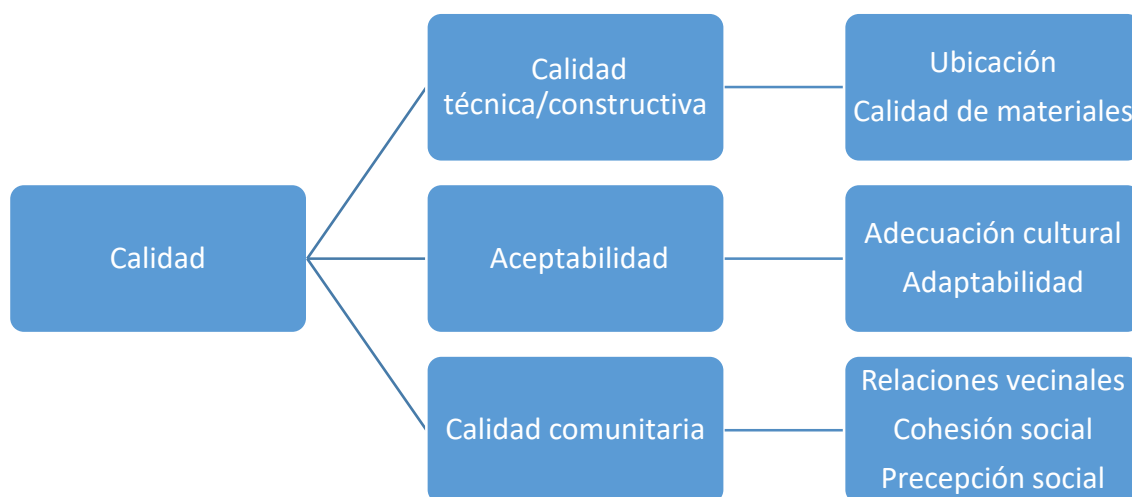 Calidad
Calidad
técnica/constructiva
Ubicación
Calidad de materiales
Aceptabilidad
Adecuación cultural
Adaptabilidad
Calidad comunitaria
Relaciones vecinales
Cohesión social
Precepción social